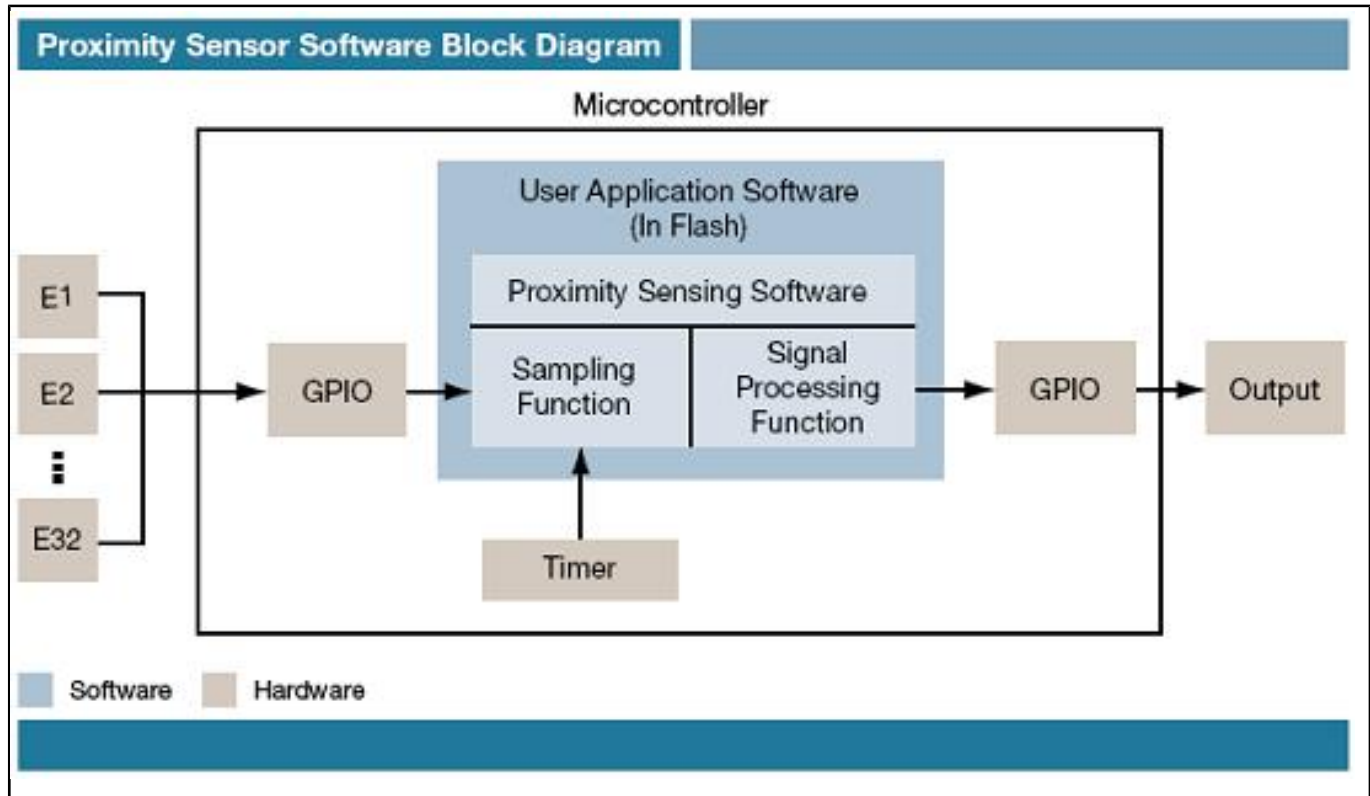 Proximity Sensor Software Block Diagram
Microcontroller
User Application Software
(In Flash)
Proximity Sensing Software
E1
E2
E32
GPIO
Sampling
Function
Signal
Processing
Function
GPIO
Output
Timer
Software
Hardware